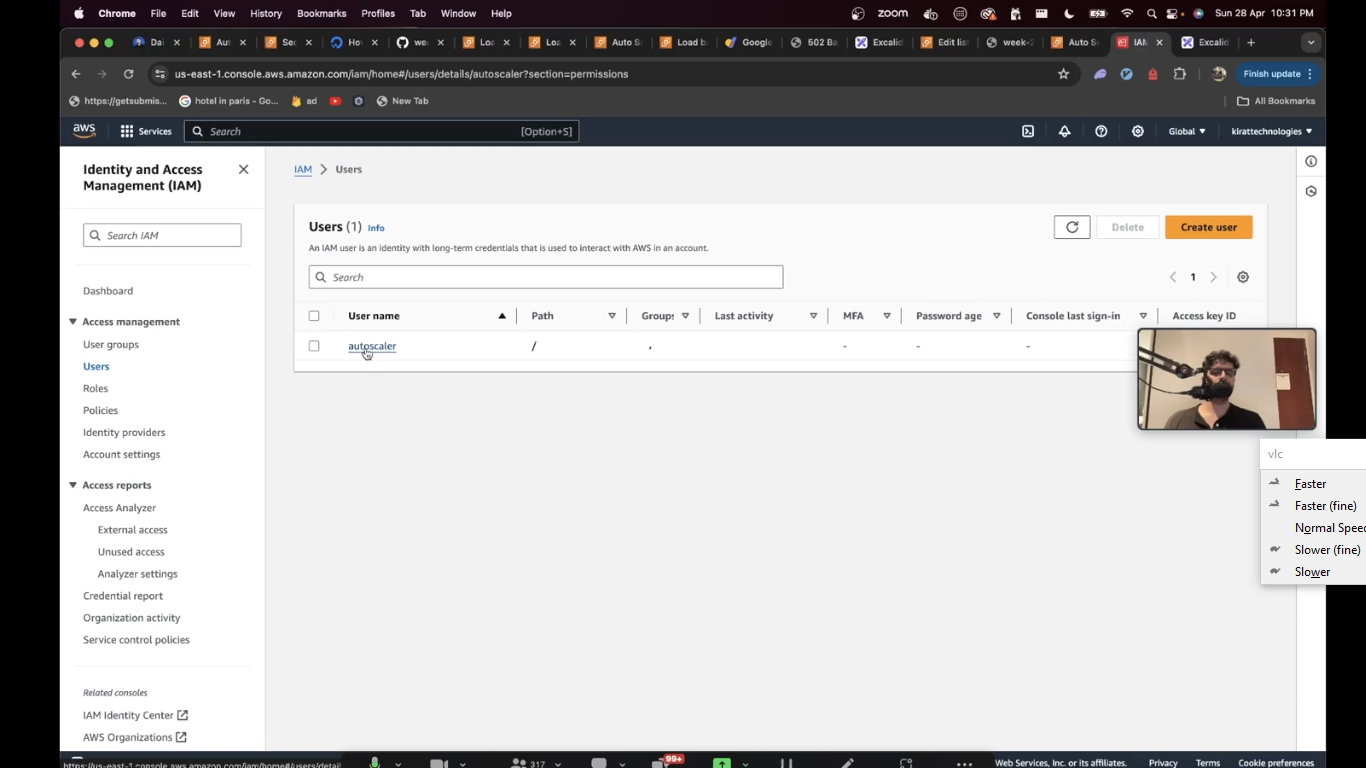 Chrome File Edit View History Bookmarks Profiles Tab Window Help zoom Sun 28 Apr 10:31 PM
Dai Aut Sec Ho we Loa Loa Auto S Load b Google 502 Ba Excalid Edit lis week-2 Auto S IAM Excalid
us-east-1.console.aws.amazon.com/iam/home#/users/details/autoscaler?section=permissions Finish update
https://getsubmis... hotel in paris - Go... ad New Tab All Bookmarks
aws Services Search [Option+S] Global kirattechnologies
Identity and Access
Management (IAM)
Search IAM
Dashboard
Access management
User groups
Users
Roles
Policies
Identity providers
Account settings
Access reports
Access Analyzer
External access
Unused access
Analyzer settings
Credential report
Organization activity
Service control policies
Related consoles
IAM Identity Center
AWS Organizations
IAM > Users
Users (1) Info Delete Create user
An IAM user is an identity with long-term credentials that is used to interact with AWS in an account.
Search 1
User name Path Groups Last activity MFA Password age Console last sign-in Access key ID
autoscaler / - - -
vlc
Faster
Faster (fine)
Normal Speed
Slower (fine)
Slower
https://us-east-1.console.aws.amazon.com/iam/home#/users/detail 317 99+ Web Services, Inc. or its affiliates. Privacy Terms Cookie preferences